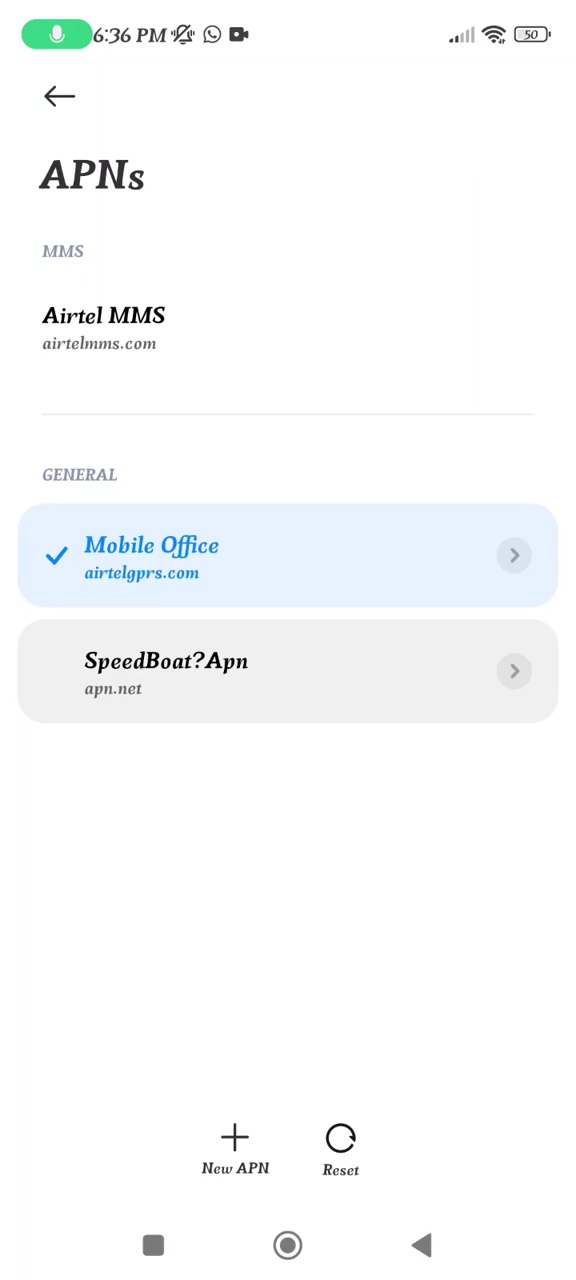 6:36 PM
50
APNs
MMS
Airtel MMS
airtelmms.com
GENERAL
Mobile Office
airtelgprs.com
SpeedBoat?Apn
apn.net
New APN
Reset